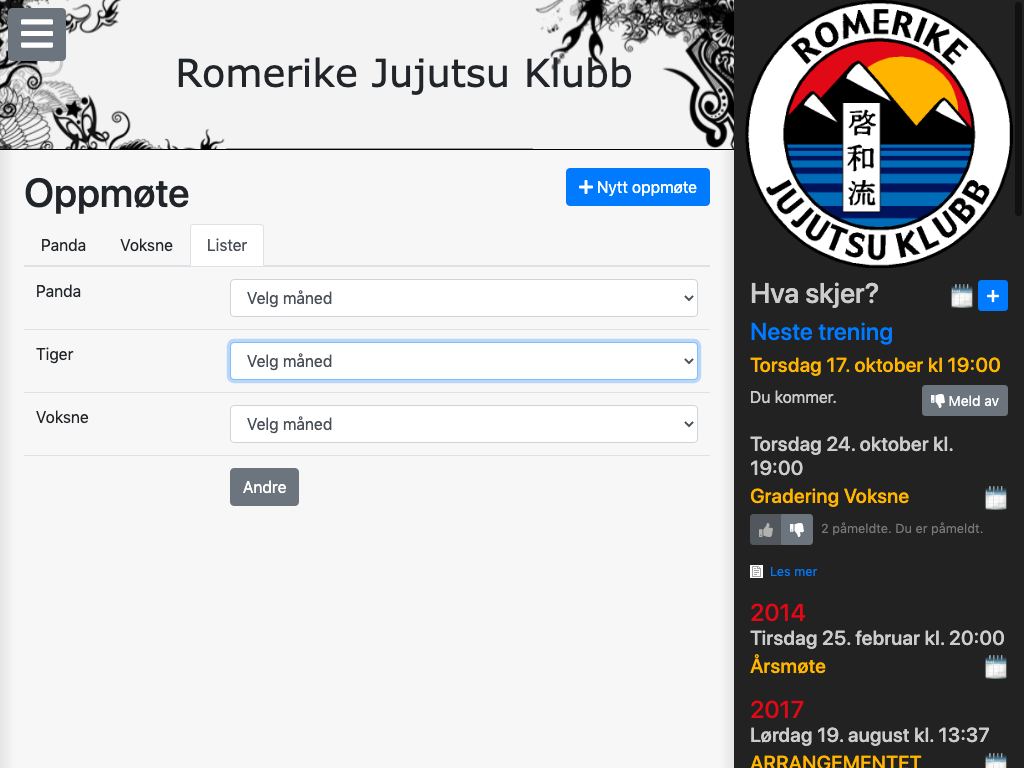 Romerike Jujutsu Klubb
Oppmøte
Nytt oppmøte
Panda
Voksne
Lister
Panda
Velg måned
Tiger
Velg måned
Voksne
Velg måned
Andre
ROMERIKE
啓和流
JUJUTSU KLUBB
Hva skjer?
Neste trening
Torsdag 17. oktober kl 19:00
Du kommer.
Meld av
Torsdag 24. oktober kl.
19:00
Gradering Voksne
2 påmeldte. Du er påmeldt.
Les mer
2014
Tirsdag 25. februar kl. 20:00
Årsmøte
2017
Lørdag 19. august kl. 13:37
ARRANGEMENTET